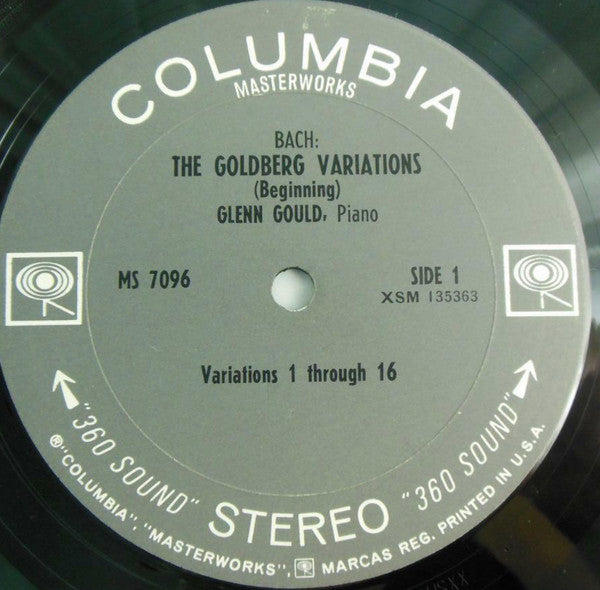 COLUMBIA
MASTERWORKS
BACH:
THE GOLDBERG VARIATIONS
(Beginning)
GLENN GOULD, Piano
MS 7096
SIDE 1
XSM 135363
Variations 1 through 16
"360 SOUND" STEREO "360 SOUND"
® "COLUMBIA", "MASTERWORKS", MARCAS REG. PRINTED IN U.S.A.